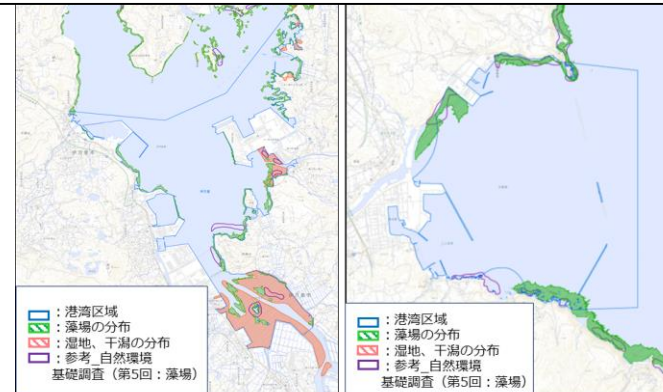 ：港湾区域
：藻場の分布
：湿地、干潟の分布
：参考_自然環境
基礎調査（第5回：藻場）
：港湾区域
：藻場の分布
：湿地、干潟の分布
：参考_自然環境
基礎調査（第5回：藻場）